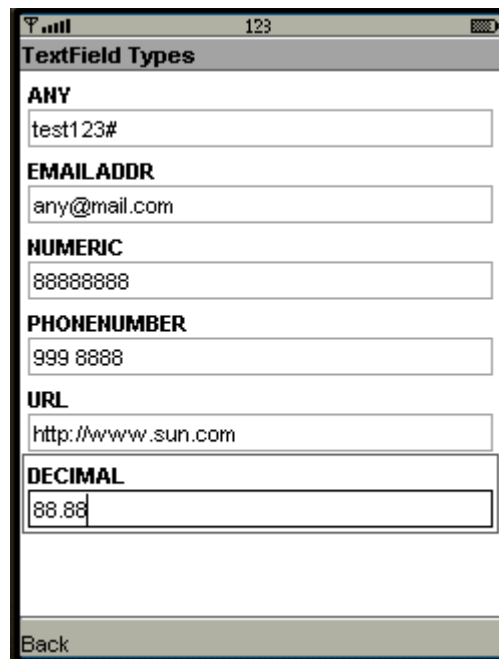 123
TextField Types
ANY
test123#
EMAILADDR
any@mail.com
NUMERIC
88888888
PHONENUMBER
999 8888
URL
http://www.sun.com
DECIMAL
88.88
Back